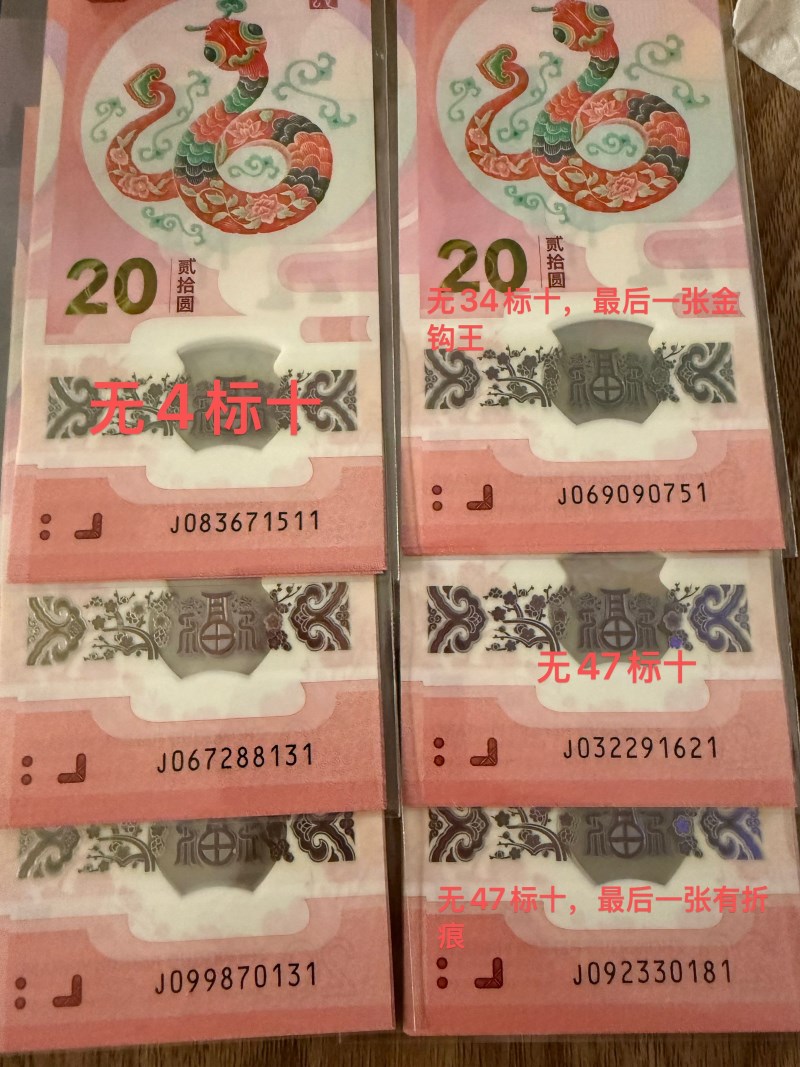 20
贰拾圆
无4标十
J083671511
J067288131
J099870131
20
贰拾圆
无34标十，最后一张金
钩王
J069090751
无47标十
J032291621
无47标十，最后一张有折
痕
J092330181